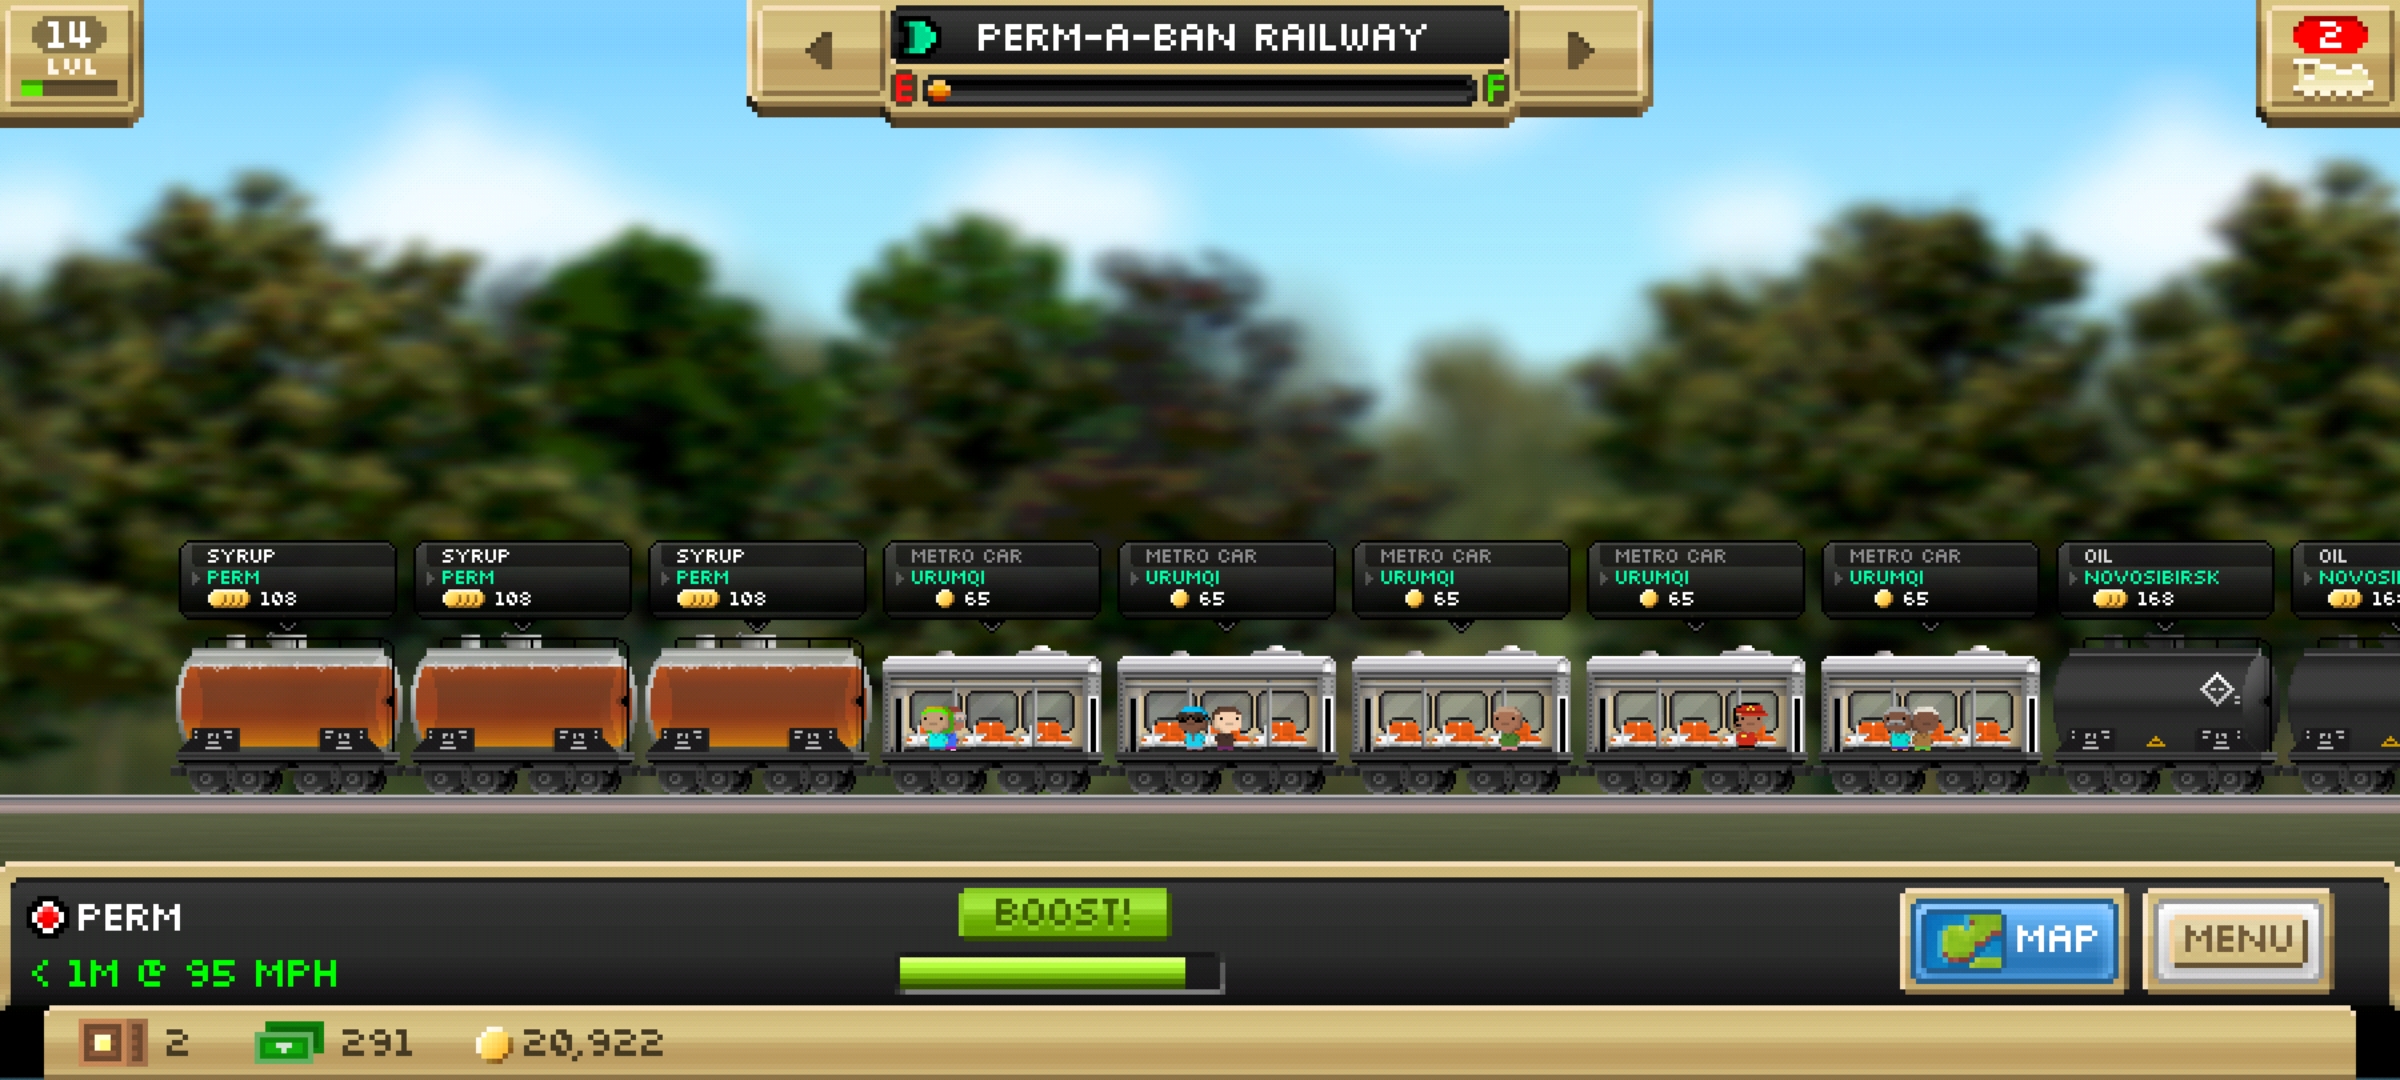 14
LVL
PERM-A-BAN RAILWAY
E
F
2
SYRUP
PERM
108
SYRUP
PERM
108
SYRUP
PERM
108
METRO CAR
URUMQI
65
METRO CAR
URUMQI
65
METRO CAR
URUMQI
65
METRO CAR
URUMQI
65
METRO CAR
URUMQI
65
OIL
NOVOSIBIRSK
168
OIL
PERM
< 1M @ 95 MPH
BOOST!
MAP
MENU
2
291
20,922